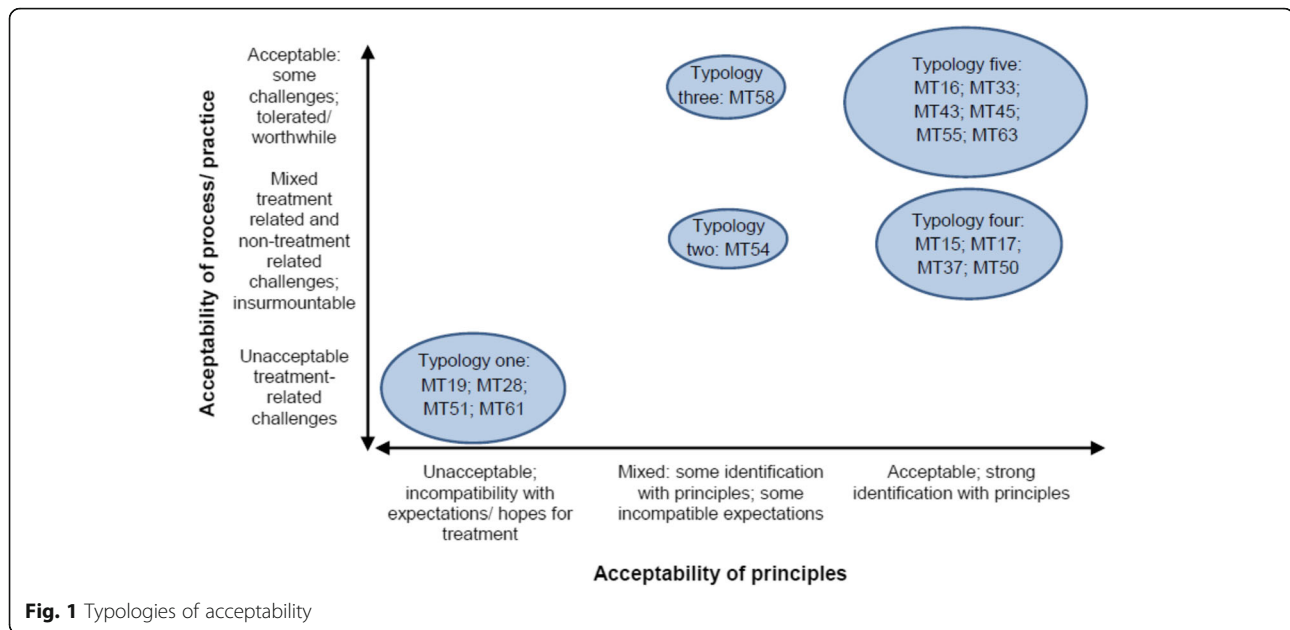 Acceptability of process/ practice
Acceptable:
some
challenges;
tolerated/
worthwhile
Mixed
treatment
related and
non-treatment
related
challenges;
insurmountable
Unacceptable
treatment-
related
challenges
Typology
three: MT58
Typology five:
MT16; MT33;
MT43; MT45;
MT55; MT63
Typology
two: MT54
Typology four:
MT15; MT17;
MT37; MT50
Typology one:
MT19; MT28;
MT51; MT61
Unacceptable;
incompatibility with
expectations/ hopes for
treatment
Mixed: some identification
with principles; some
incompatible expectations
Acceptable; strong
identification with principles
Acceptability of principles
Fig. 1 Typologies of acceptability